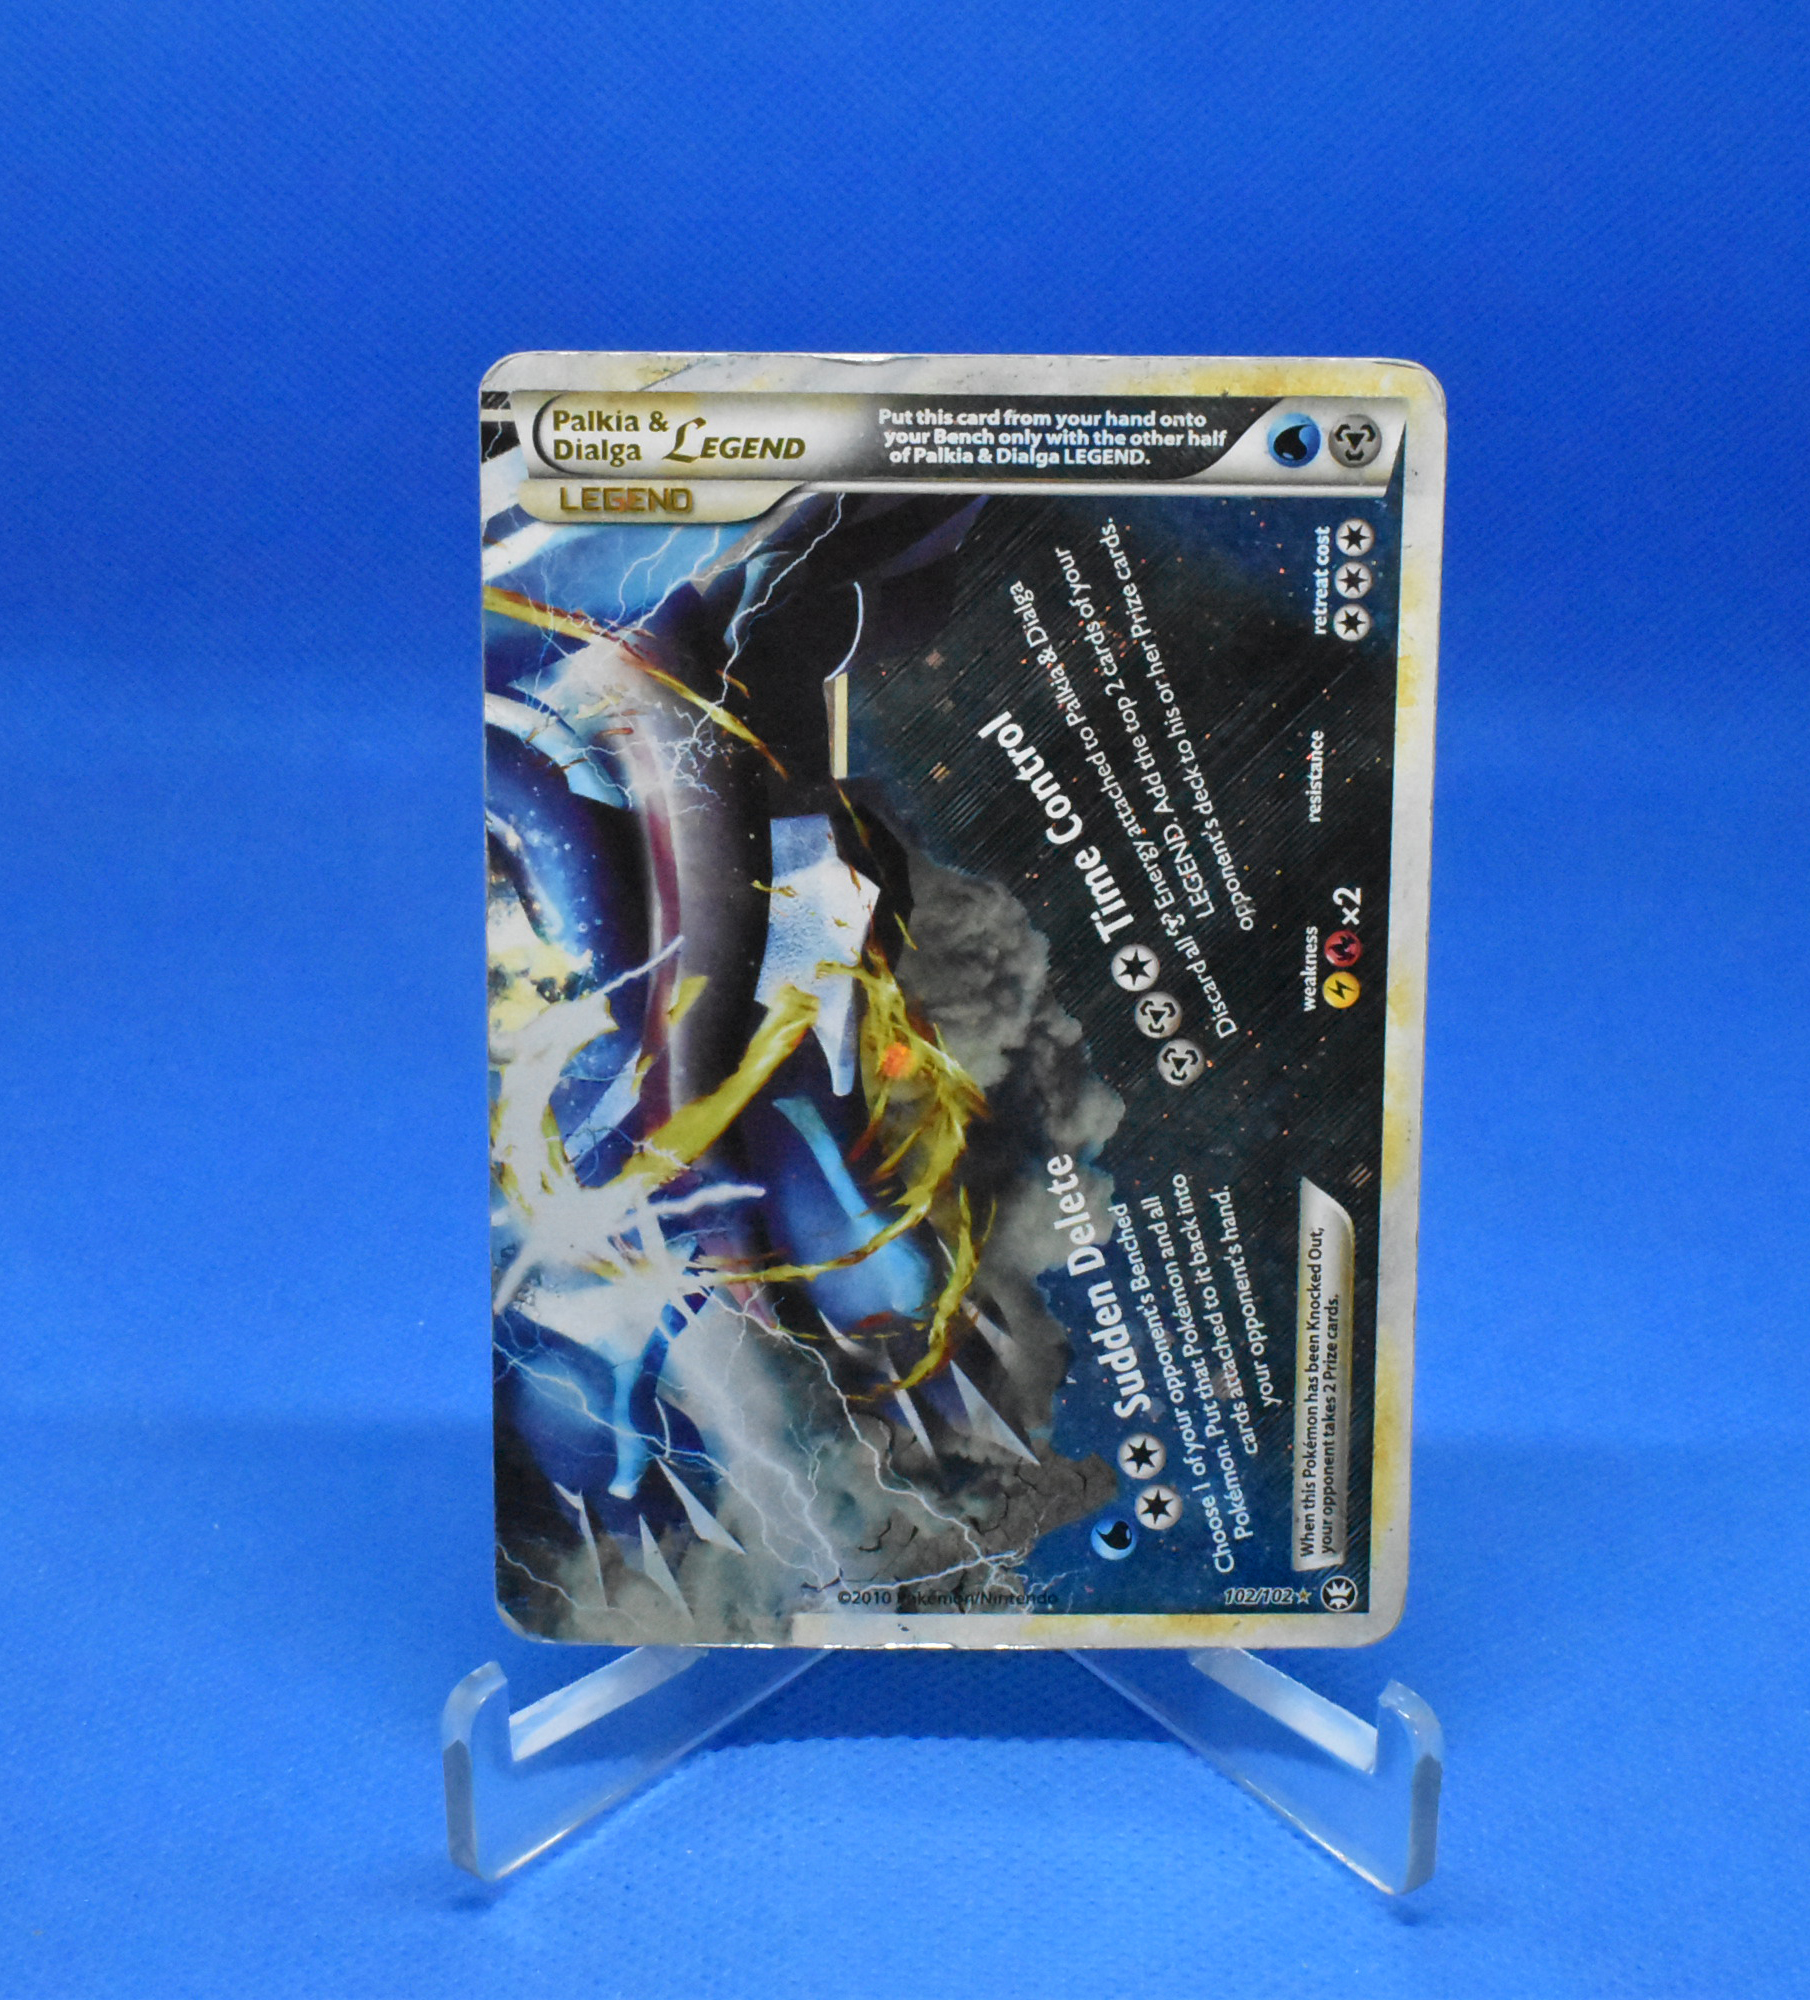 Palkia &
Dialga LEGEND
Put this card from your hand onto
your Bench only with the other half
of Palkia & Dialga LEGEND.
LEGEND
Sudden Delete
Choose 1 of your opponent's Benched
Pokémon. Put that Pokémon and all
cards attached to it back into
your opponent's hand.
Time Control
Discard all Energy attached to Palkia & Dialga
LEGEND. Add the top 2 cards of your
opponent's deck to his or her Prize cards.
When this Pokémon has been Knocked Out,
your opponent takes 2 Prize cards.
weakness
×2
resistance
retreat cost
©2010 Pokémon/Nintendo
102/102